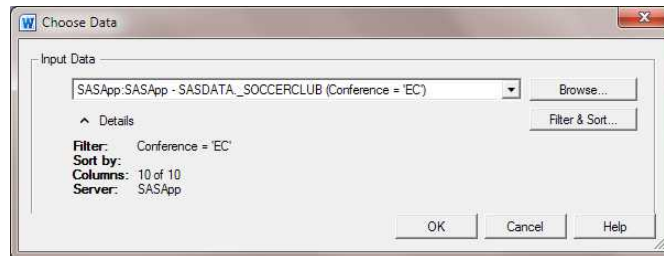 Choose Data
Input Data
SASApp:SASApp - SASDATA._SOCCERCLUB (Conference = 'EC')
Browse...
Details
Filter & Sort...
Filter: Conference = 'EC'
Sort by:
Columns: 10 of 10
Server: SASApp
OK
Cancel
Help